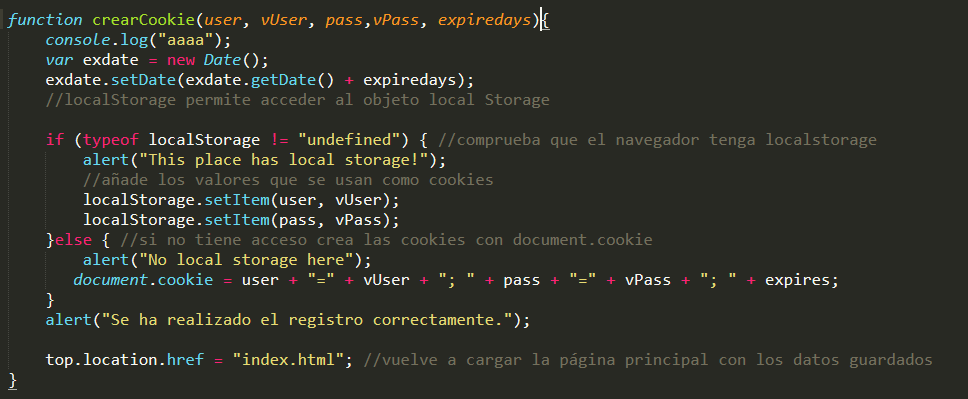 function crearCookie(user, vUser, pass,vPass, expiredays){
console.log("aaaa");
var exdate = new Date();
exdate.setDate(exdate.getDate() + expiredays);
//localStorage permite acceder al objeto local Storage
if (typeof localStorage != "undefined") { //comprueba que el navegador tenga localstorage
alert("This place has local storage!");
//añade los valores que se usan como cookies
localStorage.setItem(user, vUser);
localStorage.setItem(pass, vPass);
}else { //si no tiene acceso crea las cookies con document.cookie
alert("No local storage here");
document.cookie = user + "=" + vUser + "; " + pass + "=" + vPass + "; " + expires;
}
alert("Se ha realizado el registro correctamente.");
top.location.href = "index.html"; //vuelve a cargar la página principal con los datos guardados
}